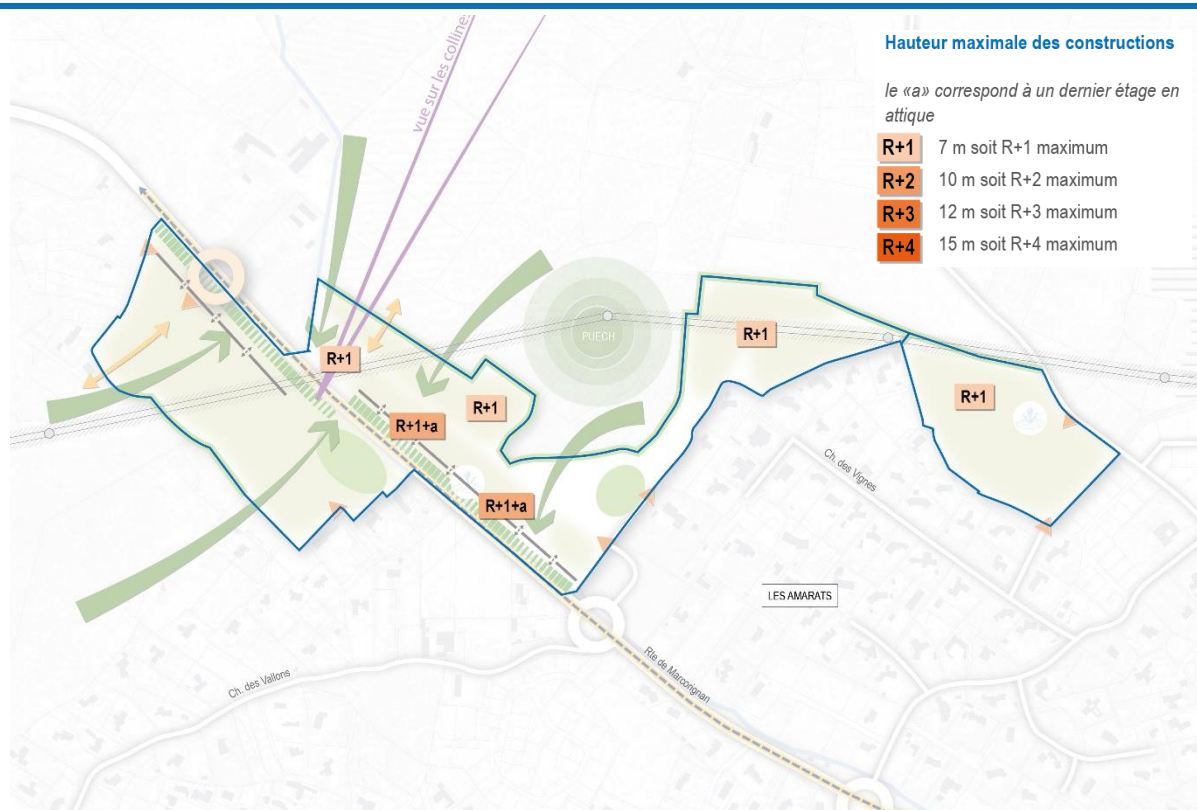 Hauteur maximale des constructions
le «a» correspond à un dernier étage en
attique
R+1 7 m soit R+1 maximum
R+2 10 m soit R+2 maximum
R+3 12 m soit R+3 maximum
R+4 15 m soit R+4 maximum
vue sur les collines
PUECH
R+1
R+1
R+1
R+1
R+1+a
R+1+a
Ch. des Vignes
LES AMARATS
Rte de Marcorignan
Ch. des Vallons